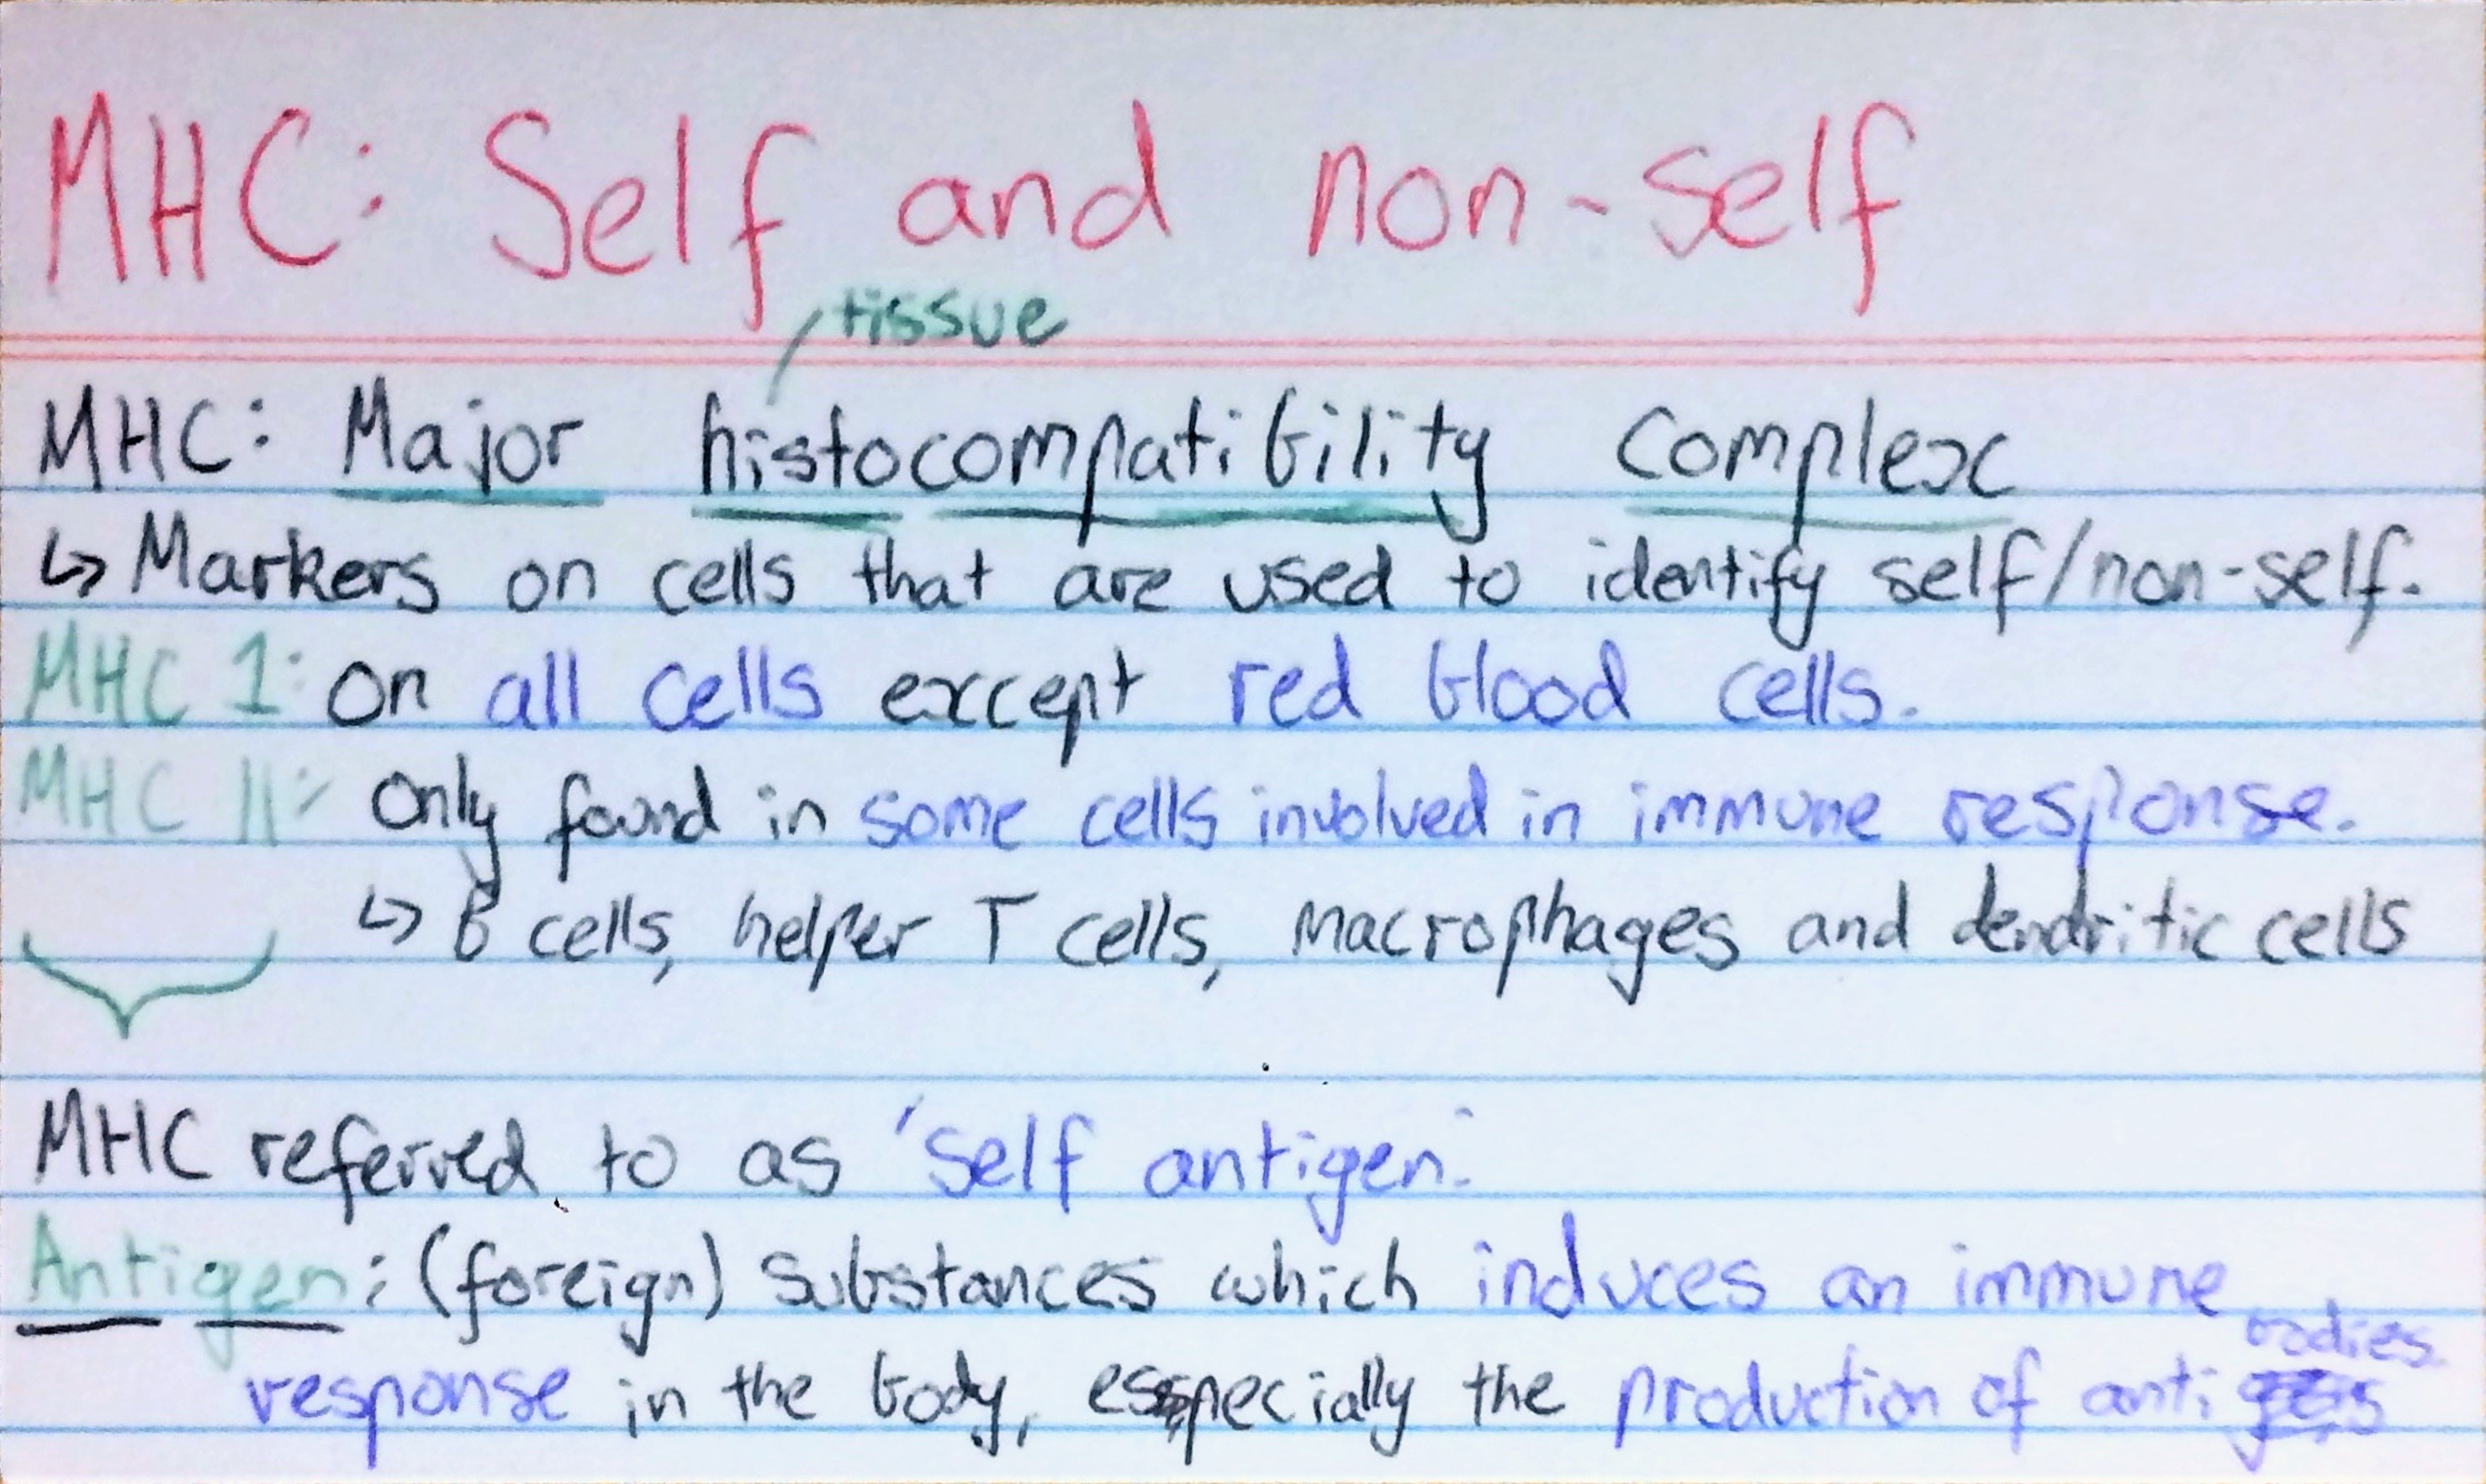 MHC: Self and non-self
tissue
MHC: Major histocompatibility complex
↳ Markers on cells that are used to identify self/non-self.
MHC I: On all cells except red blood cells.
MHC II: Only found in some cells involved in immune response.
↳ B cells, helper T cells, macrophages and dendritic cells
MHC referred to as 'self antigen.'
Antigen: (foreign) substances which induces an immune
bodies.
response in the body, especially the production of anti